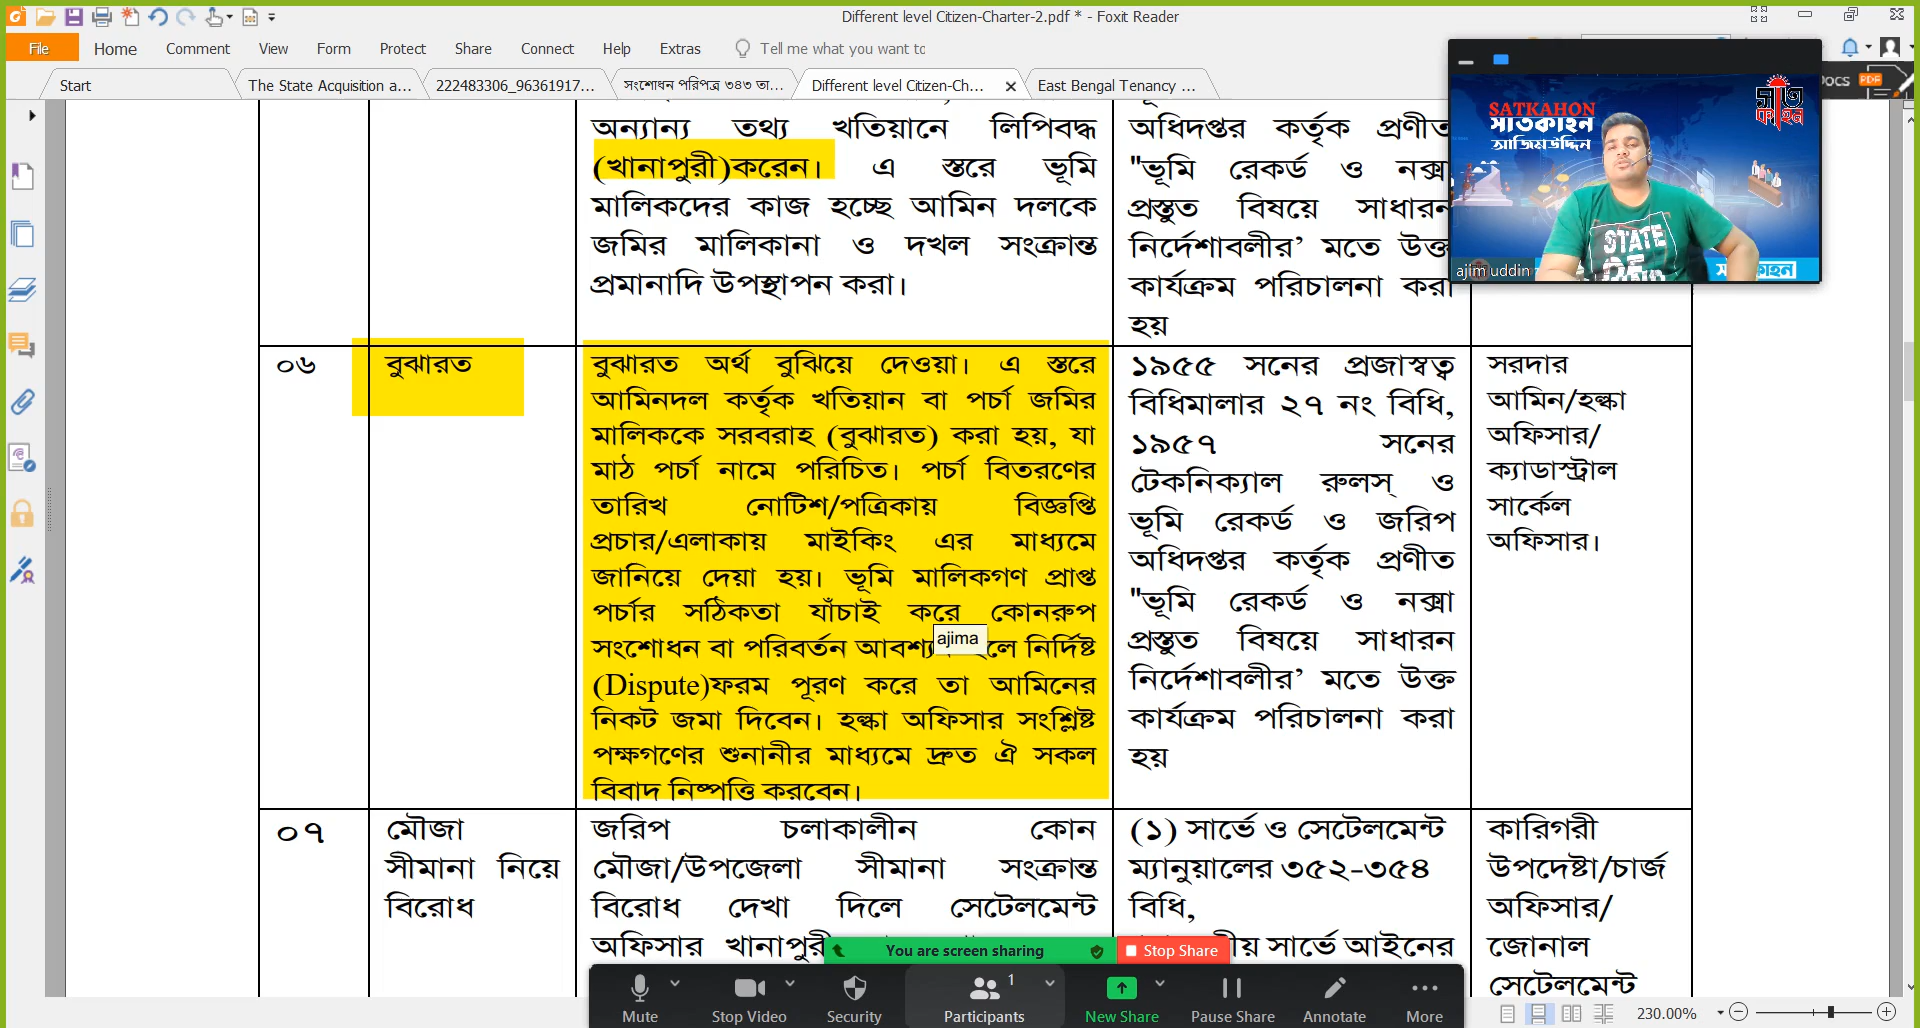 Different level Citizen-Charter-2.pdf * - Foxit Reader
File Home Comment View Form Protect Share Connect Help Extras Tell me what you want to
Start The State Acquisition a... 222483306_96361917... সংশোধন পরিপত্র ৩৪৩ তা... Different level Citizen-Ch... East Bengal Tenancy ...
Docs PDF
SATKAHON
সাতকাহন
আজিমউদ্দিন
সাত
কাহন
STATE
ajim uddin
অন্যান্য তথ্য খতিয়ানে লিপিবদ্ধ
(খানাপুরী)করেন। এ স্তরে ভূমি
মালিকদের কাজ হচ্ছে আমিন দলকে
জমির মালিকানা ও দখল সংক্রান্ত
প্রমানাদি উপস্থাপন করা।
অধিদপ্তর কর্তৃক প্রণীত
"ভূমি রেকর্ড ও নক্সা
প্রস্তুত বিষয়ে সাধারন
নির্দেশাবলীর’ মতে উক্ত
কার্যক্রম পরিচালনা করা
হয়
০৬
বুঝারত
বুঝারত অর্থ বুঝিয়ে দেওয়া। এ স্তরে
আমিনদল কর্তৃক খতিয়ান বা পর্চা জমির
মালিককে সরবরাহ (বুঝারত) করা হয়, যা
মাঠ পর্চা নামে পরিচিত। পর্চা বিতরণের
তারিখ নোটিশ/পত্রিকায় বিজ্ঞপ্তি
প্রচার/এলাকায় মাইকিং এর মাধ্যমে
জানিয়ে দেয়া হয়। ভূমি মালিকগণ প্রাপ্ত
পর্চার সঠিকতা যাঁচাই করে কোনরুপ
সংশোধন বা পরিবর্তন নির্দিষ্ট
ajima
(Dispute)ফরম পূরণ করে তা আমিনের
নিকট জমা দিবেন। হল্কা অফিসার সংশ্লিষ্ট
পক্ষগণের শুনানীর মাধ্যমে দ্রুত ঐ সকল
বিবাদ নিষ্পত্তি করবেন।
১৯৫৫ সনের প্রজাস্বত্ব
বিধিমালার ২৭ নং বিধি,
১৯৫৭ সনের
টেকনিক্যাল রুলস্ ও
ভূমি রেকর্ড ও জরিপ
অধিদপ্তর কর্তৃক প্রণীত
"ভূমি রেকর্ড ও নক্সা
প্রস্তুত বিষয়ে সাধারন
নির্দেশাবলীর’ মতে উক্ত
কার্যক্রম পরিচালনা করা
হয়
সরদার
আমিন/হল্কা
অফিসার/
ক্যাডাস্ট্রাল
সার্কেল
অফিসার।
০৭
মৌজা
সীমানা নিয়ে
বিরোধ
জরিপ চলাকালীন কোন
মৌজা/উপজেলা সীমানা সংক্রান্ত
বিরোধ দেখা দিলে সেটেলমেন্ট
অফিসার খানাপুরী
(১) সার্ভে ও সেটেলমেন্ট
ম্যানুয়ালের ৩৫২-৩৫৪
বিধি,
সার্ভে আইনের
কারিগরী
উপদেষ্টা/চার্জ
অফিসার/
জোনাল
সেটেলমেন্ট
You are screen sharing Stop Share
Mute Stop Video Security Participants 1 New Share Pause Share Annotate More
230.00%